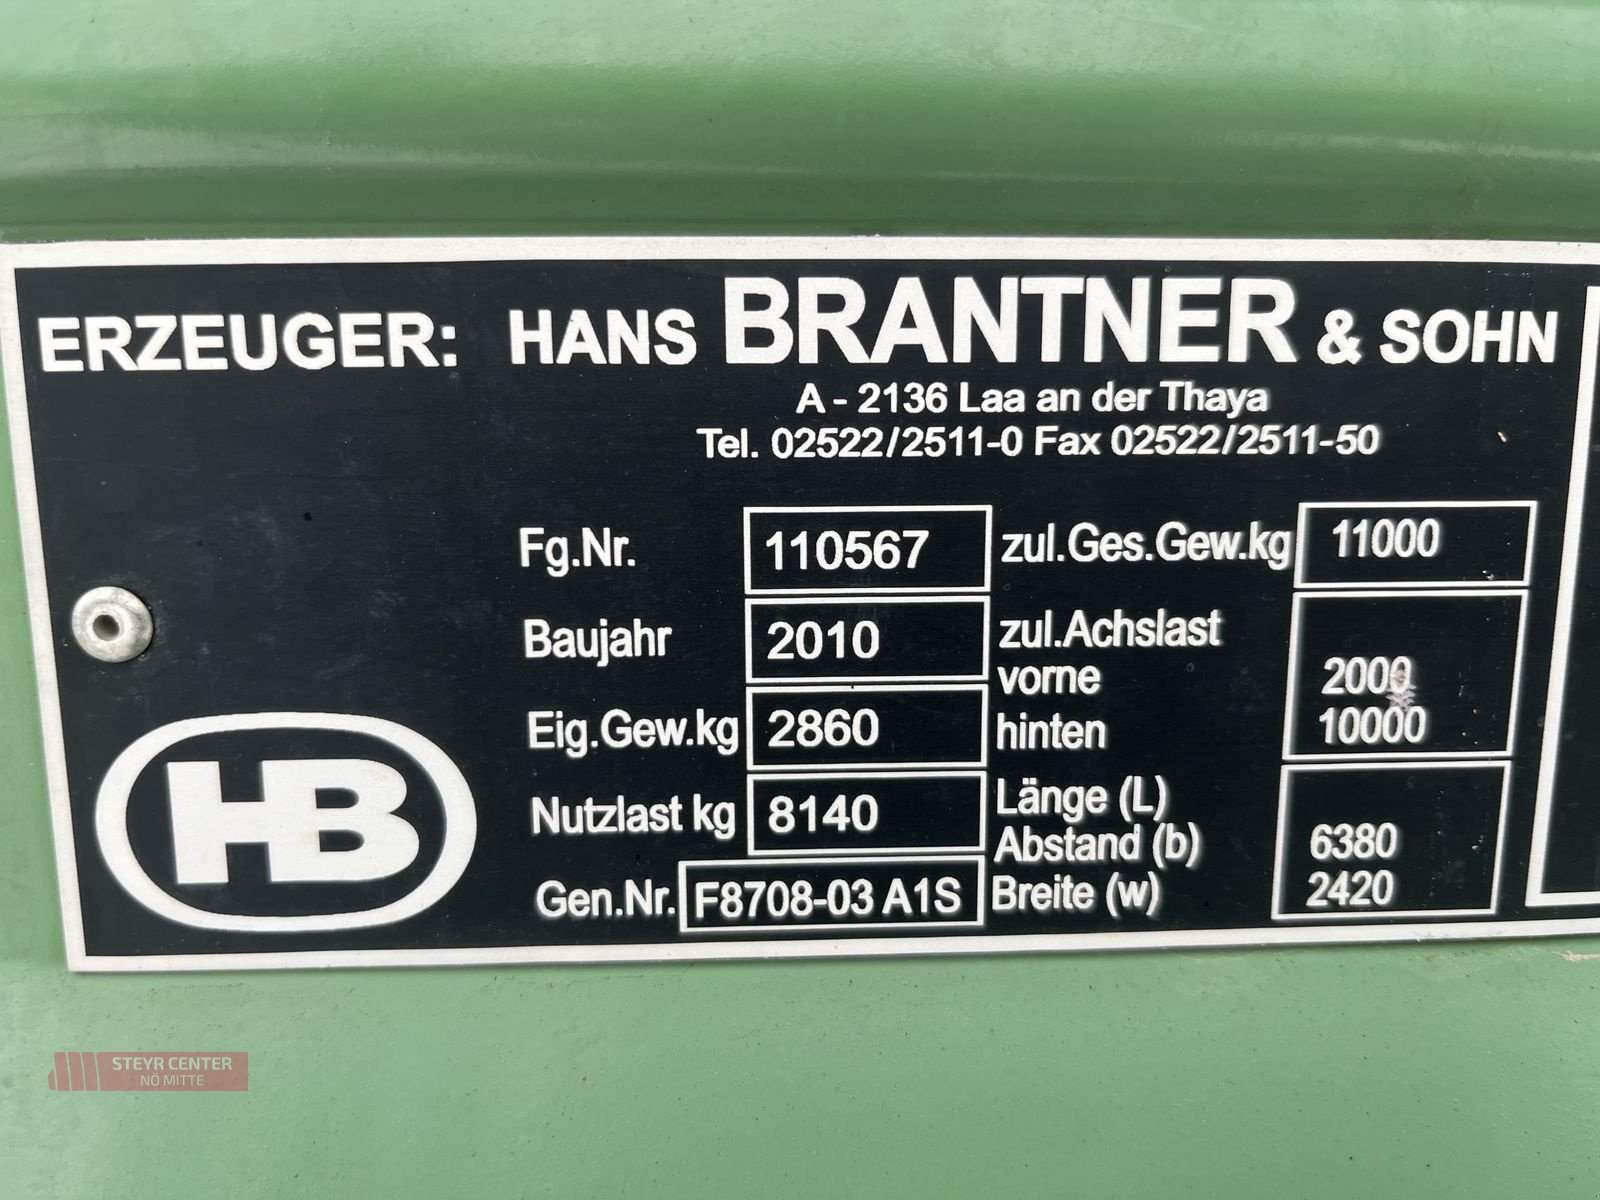 ERZEUGER: HANS BRANTNER & SOHN
A - 2136 Laa an der Thaya
Tel. 02522/2511-0 Fax 02522/2511-50
Fg.Nr. 110567 zul.Ges.Gew.kg 11000
Baujahr 2010 zul.Achslast
vorne 2000
Eig.Gew.kg 2860 hinten 10000
Nutzlast kg 8140 Länge (L)
Abstand (b) 6380
Gen.Nr. F8708-03 A1S Breite (w) 2420
HB
STEYR CENTER
NÖ MITTE